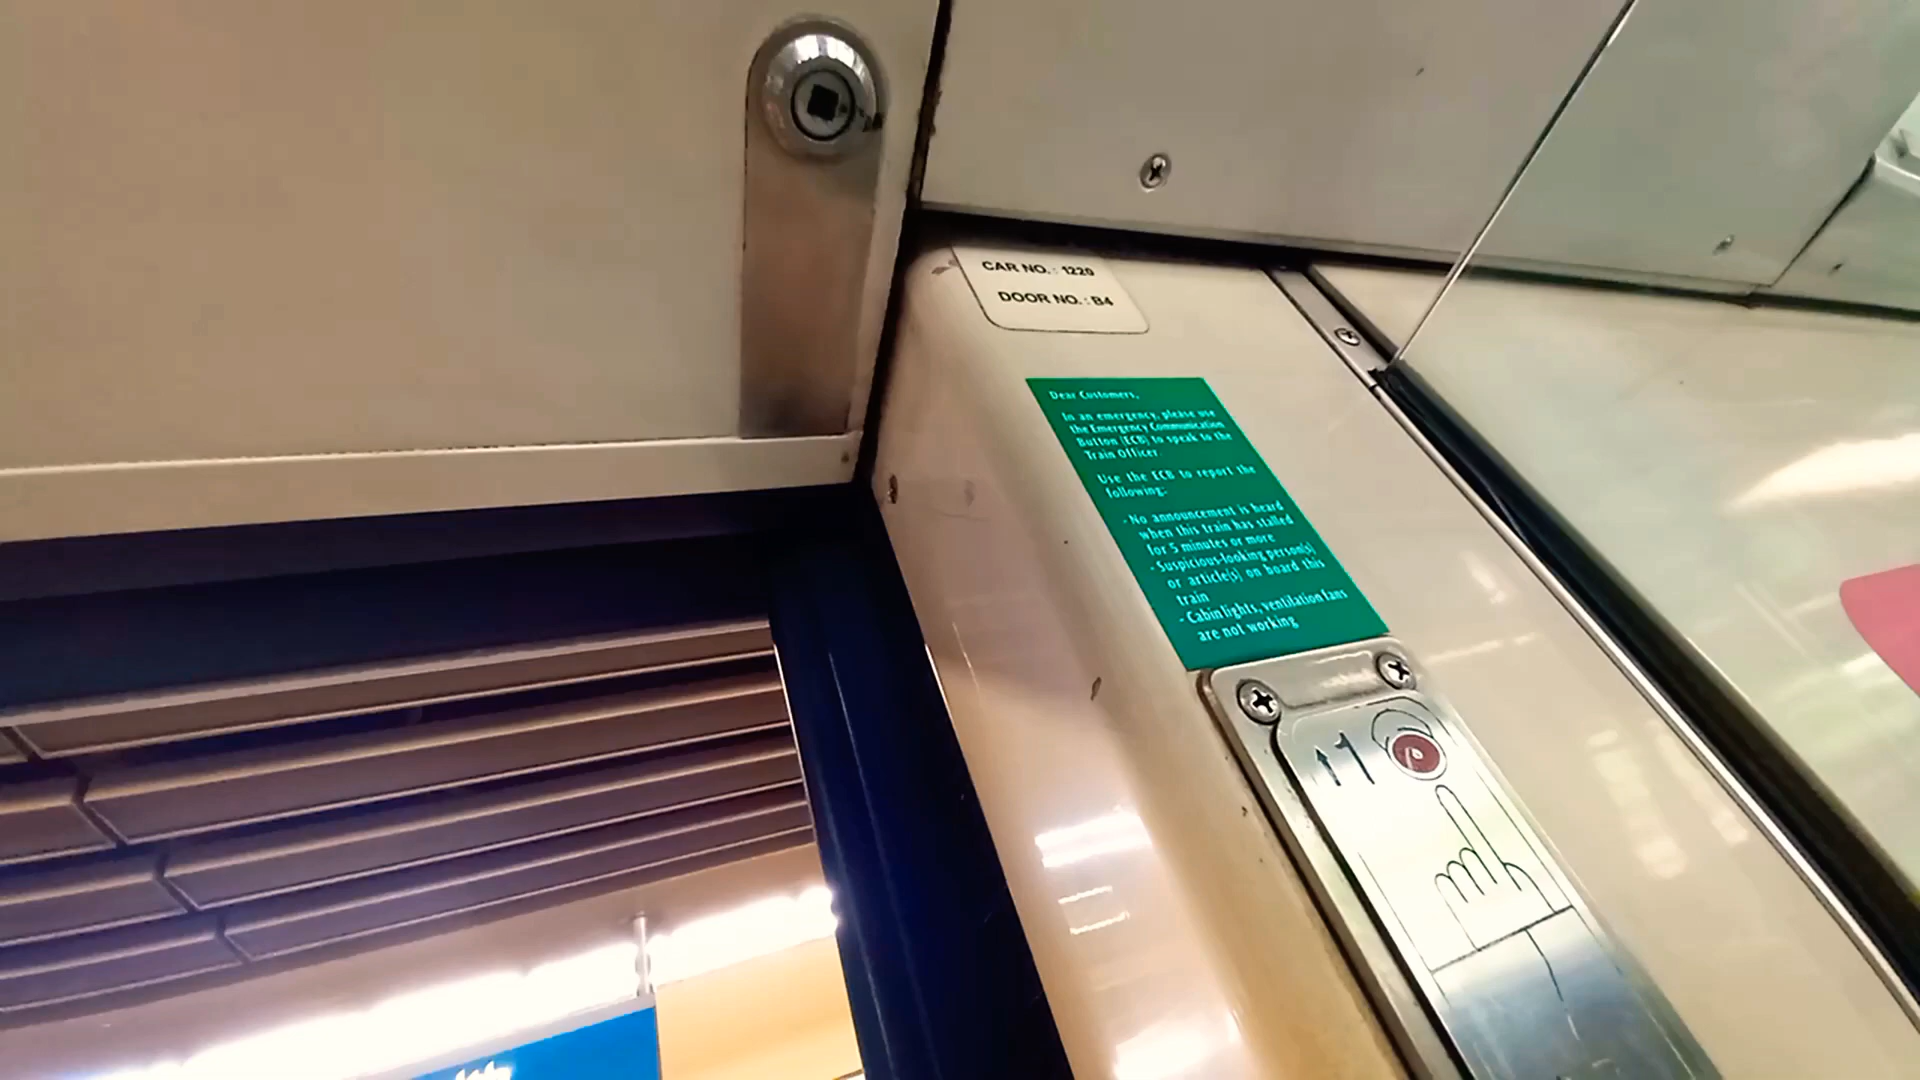 CAR NO. : 1220
DOOR NO. : B4
Dear Customers,
In an emergency, please use
the Emergency Communication
Button (ECB) to speak to the
Train Officer.
Use the ECB to report the
following:
- No announcement is heard
when this train has stalled
for 5 minutes or more
- Suspicious-looking person(s)
or article(s) on board this
train
- Cabin lights, ventilation fans
are not working